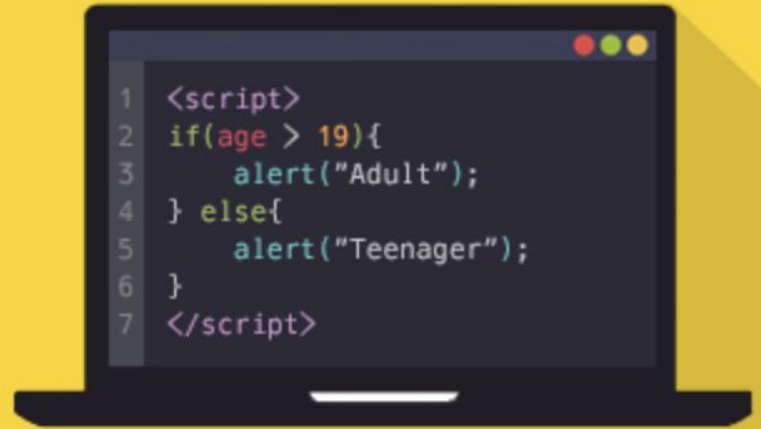 1 <script>
2 if(age > 19){
3     alert("Adult");
4 } else{
5     alert("Teenager");
6 }
7 </script>